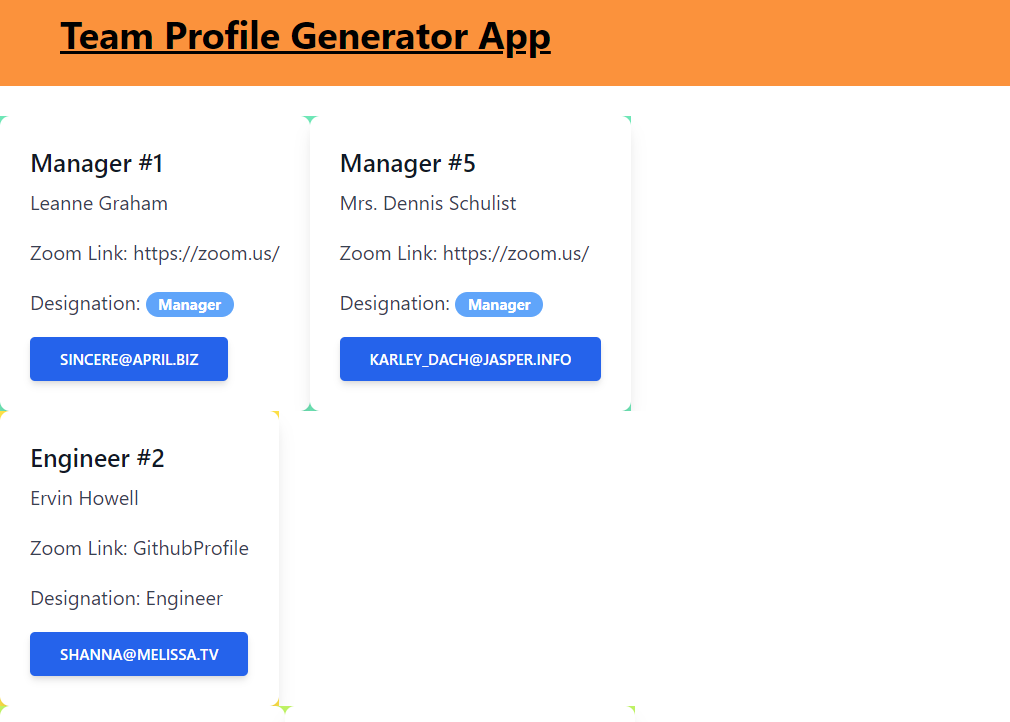 Team Profile Generator App
Manager #1
Leanne Graham
Zoom Link: https://zoom.us/
Designation: Manager
SINCERE@APRIL.BIZ
Manager #5
Mrs. Dennis Schulist
Zoom Link: https://zoom.us/
Designation: Manager
KARLEY_DACH@JASPER.INFO
Engineer #2
Ervin Howell
Zoom Link: GithubProfile
Designation: Engineer
SHANNA@MELISSA.TV